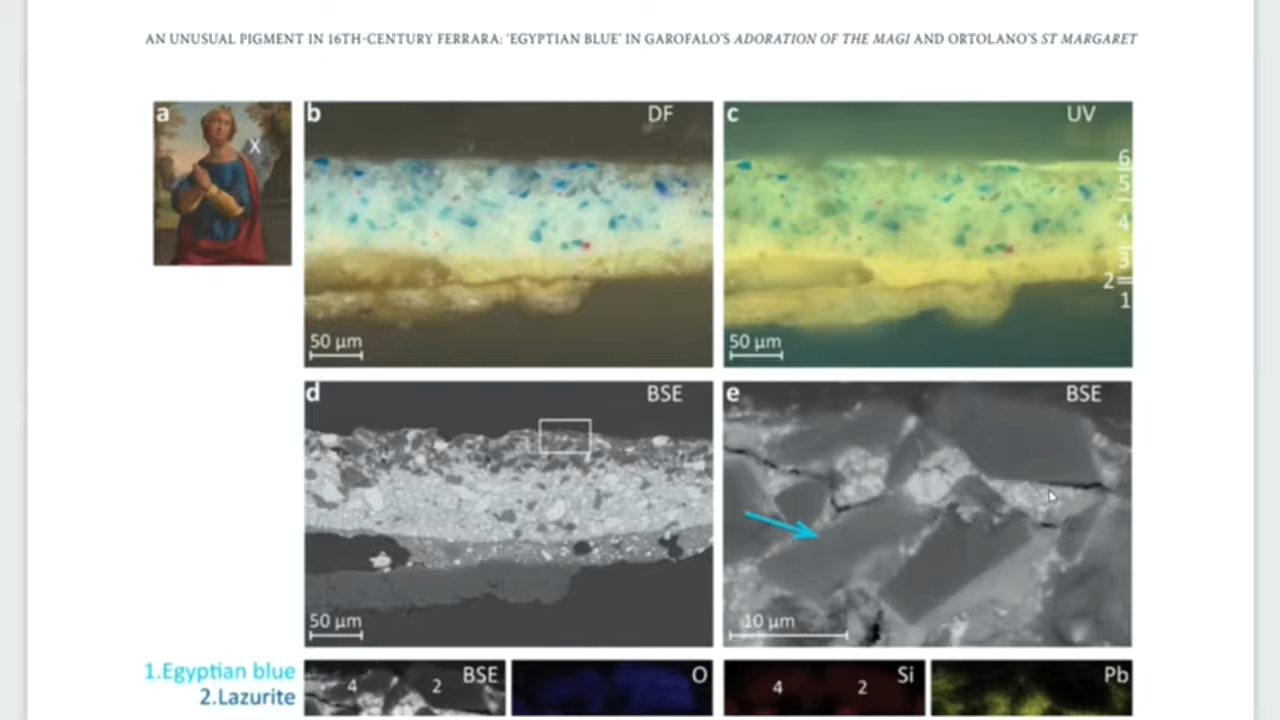 AN UNUSUAL PIGMENT IN 16TH-CENTURY FERRARA: 'EGYPTIAN BLUE' IN GAROFALO'S ADORATION OF THE MAGI AND ORTOLANO'S ST MARGARET
a
X
b DF
50 µm
c UV
6
5
4
3
2
1
50 µm
d BSE
50 µm
e BSE
10 µm
1.Egyptian blue
2.Lazurite
4 2 BSE
O
4 2 Si
Pb